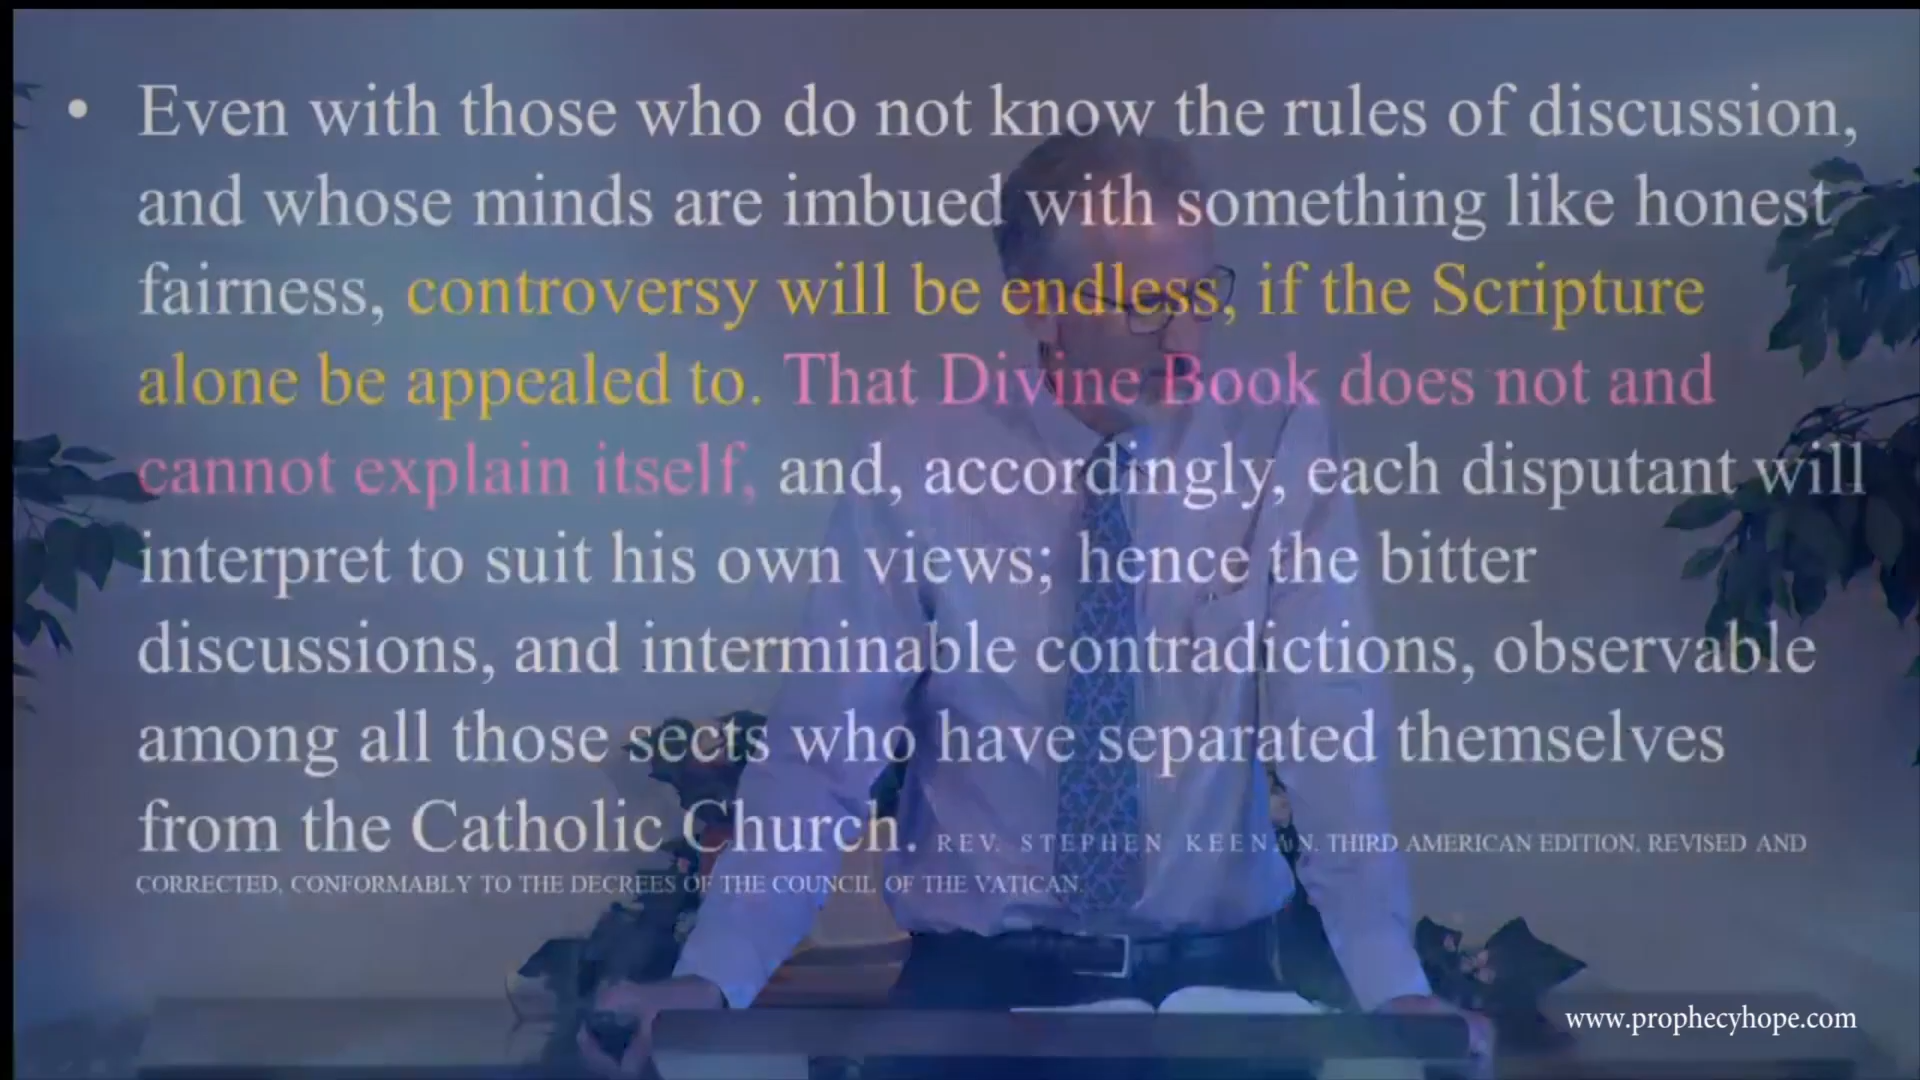 • Even with those who do not know the rules of discussion,
and whose minds are imbued with something like honest
fairness, controversy will be endless, if the Scripture
alone be appealed to. That Divine Book does not and
cannot explain itself, and, accordingly, each disputant will
interpret to suit his own views; hence the bitter
discussions, and interminable contradictions, observable
among all those sects who have separated themselves
from the Catholic Church. REV. STEPHEN KEENAN. THIRD AMERICAN EDITION, REVISED AND
CORRECTED, CONFORMABLY TO THE DECREES OF THE COUNCIL OF THE VATICAN.
www.prophecyhope.com